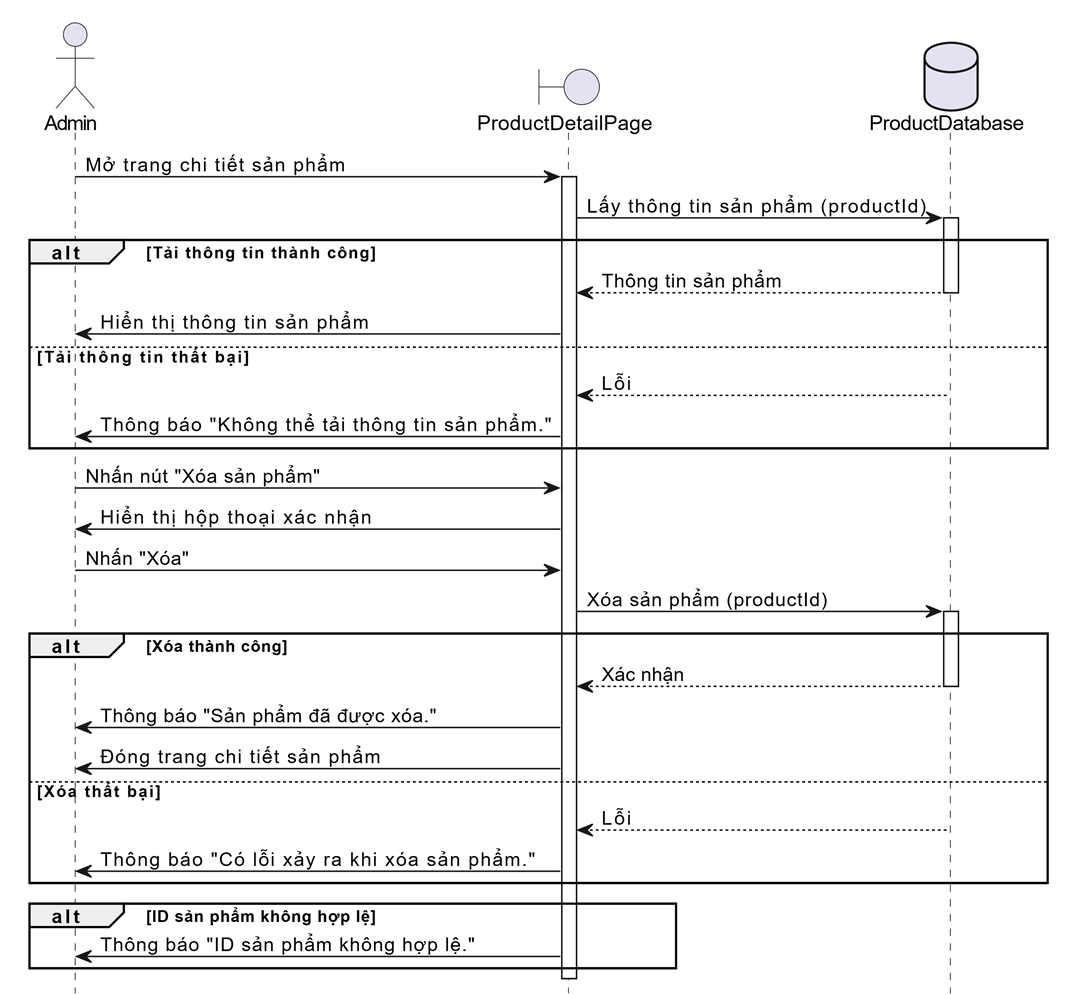 Admin
ProductDetailPage
ProductDatabase
Mở trang chi tiết sản phẩm
Lấy thông tin sản phẩm (productId)
alt [Tải thông tin thành công]
Thông tin sản phẩm
Hiển thị thông tin sản phẩm
[Tải thông tin thất bại]
Lỗi
Thông báo "Không thể tải thông tin sản phẩm."
Nhấn nút "Xóa sản phẩm"
Hiển thị hộp thoại xác nhận
Nhấn "Xóa"
Xóa sản phẩm (productId)
alt [Xóa thành công]
Xác nhận
Thông báo "Sản phẩm đã được xóa."
Đóng trang chi tiết sản phẩm
[Xóa thất bại]
Lỗi
Thông báo "Có lỗi xảy ra khi xóa sản phẩm."
alt [ID sản phẩm không hợp lệ]
Thông báo "ID sản phẩm không hợp lệ."